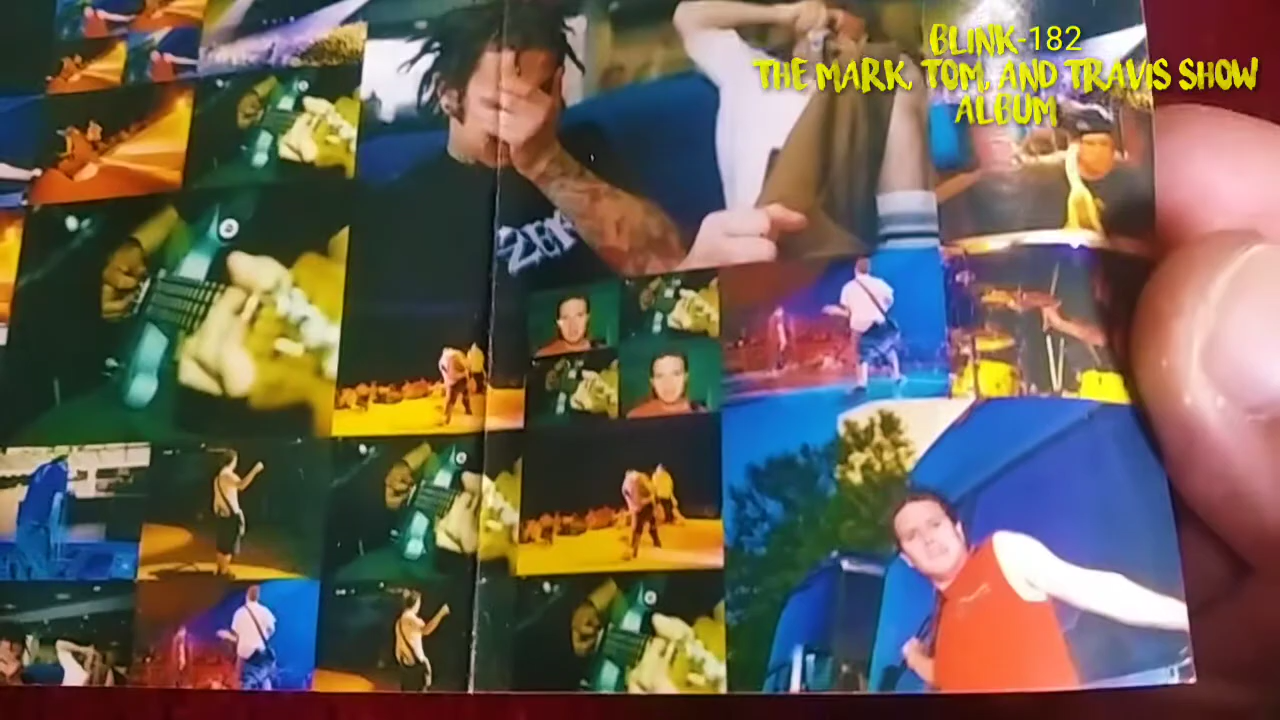 BLINK-182
THE MARK, TOM, AND TRAVIS SHOW
ALBUM